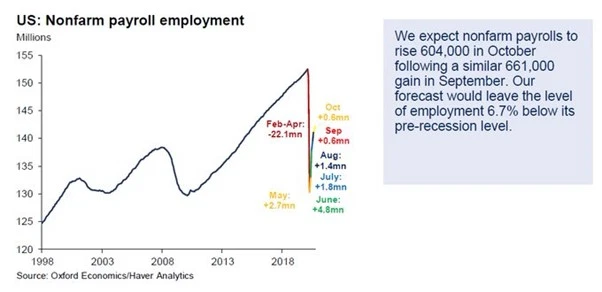 US: Nonfarm payroll employment
Millions
155
150
145
140
135
130
125
120
1998
2003
2008
2013
2018
Feb-Apr:
-22.1mn
May:
+2.7mn
Oct
+0.6mn
Sep
+0.6mn
Aug:
+1.4mn
July:
+1.8mn
June:
+4.8mn
Source: Oxford Economics/Haver Analytics
We expect nonfarm payrolls to
rise 604,000 in October
following a similar 661,000
gain in September. Our
forecast would leave the level
of employment 6.7% below its
pre-recession level.